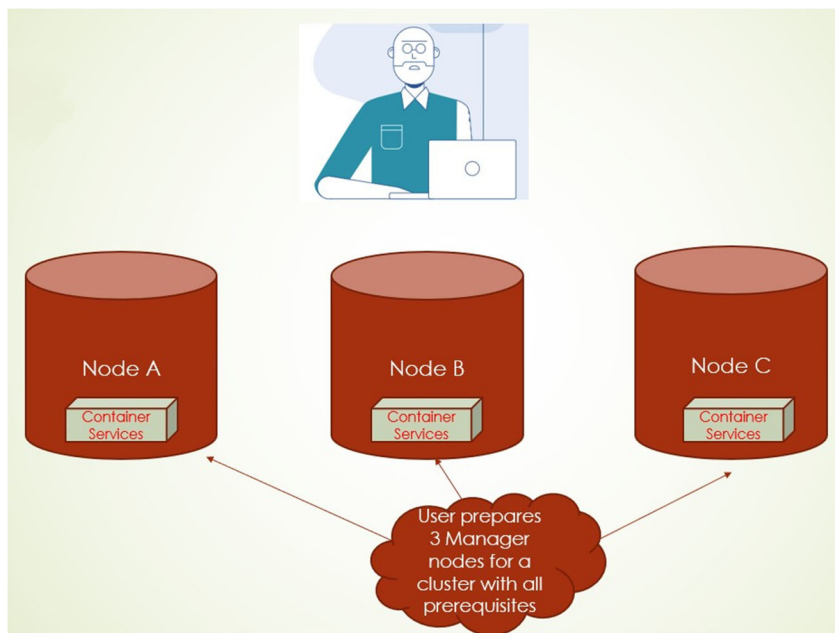 Node A
Node B
Node C
Container
Services
Container
Services
Container
Services
User prepares
3 Manager
nodes for a
cluster with all
prerequisites